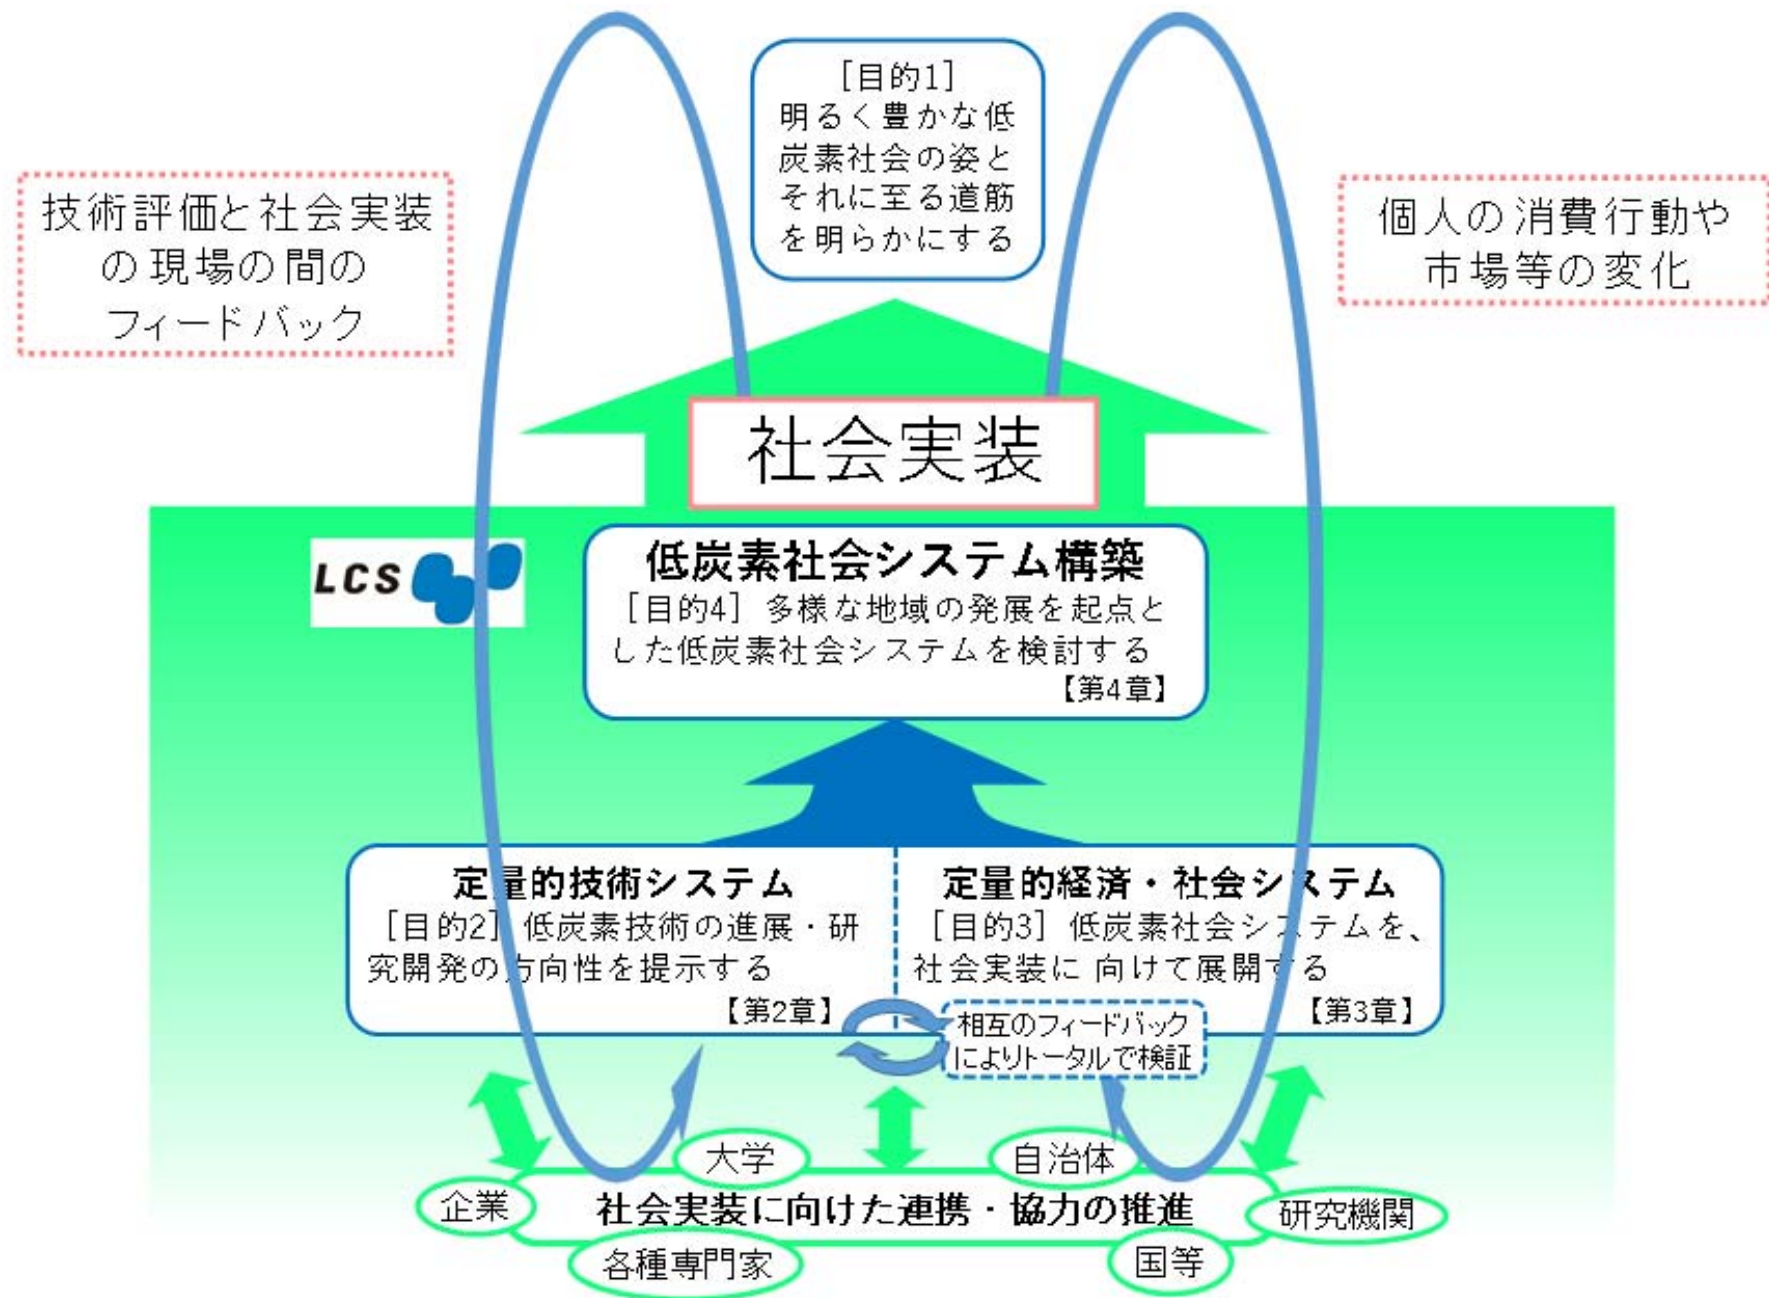 [目的1]
明るく豊かな低
炭素社会の姿と
それに至る道筋
を明らかにする
技術評価と社会実装
の現場の間の
フィードバック
個人の消費行動や
市場等の変化
社会実装
LCS
低炭素社会システム構築
[目的4] 多様な地域の発展を起点と
した低炭素社会システムを検討する
【第4章】
定量的技術システム
[目的2] 低炭素技術の進展・研
究開発の方向性を提示する
【第2章】
定量的経済・社会システム
[目的3] 低炭素社会システムを、
社会実装に 向けて展開する
【第3章】
相互のフィードバック
によりトータルで検証
大学
自治体
企業
社会実装に向けた連携・協力の推進
研究機関
各種専門家
国等